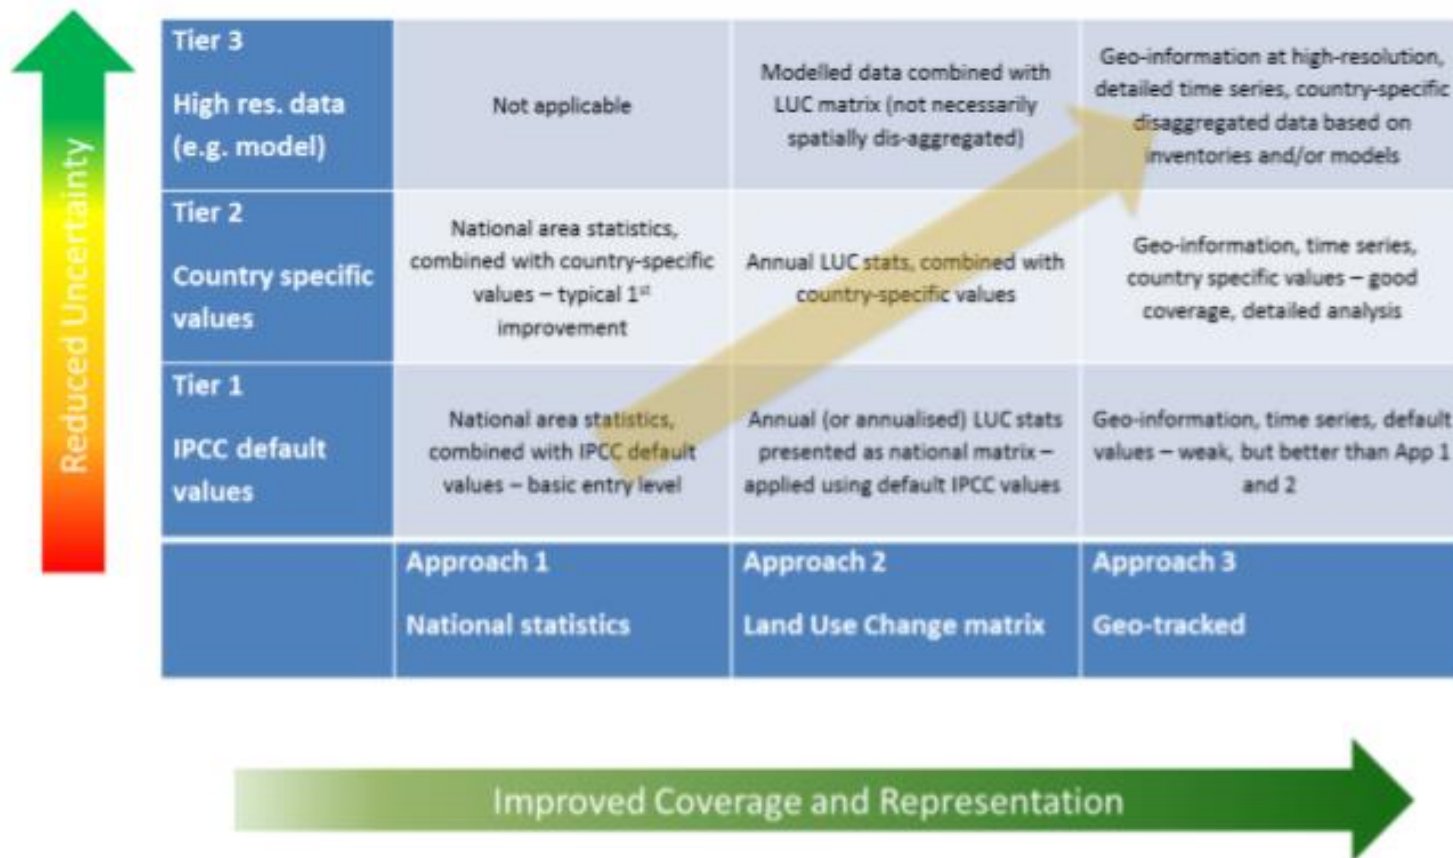 Reduced Uncertainty
Tier 3
High res. data
(e.g. model)
Not applicable
Modelled data combined with
LUC matrix (not necessarily
spatially dis-aggregated)
Geo-information at high-resolution,
detailed time series, country-specific
disaggregated data based on
inventories and/or models
Tier 2
Country specific
values
National area statistics,
combined with country-specific
values – typical 1st
improvement
Annual LUC stats, combined with
country-specific values
Geo-information, time series,
country specific values – good
coverage, detailed analysis
Tier 1
IPCC default
values
National area statistics,
combined with IPCC default
values – basic entry level
Annual (or annualised) LUC stats
presented as national matrix –
applied using default IPCC values
Geo-information, time series, default
values – weak, but better than App 1
and 2
Approach 1
National statistics
Approach 2
Land Use Change matrix
Approach 3
Geo-tracked
Improved Coverage and Representation